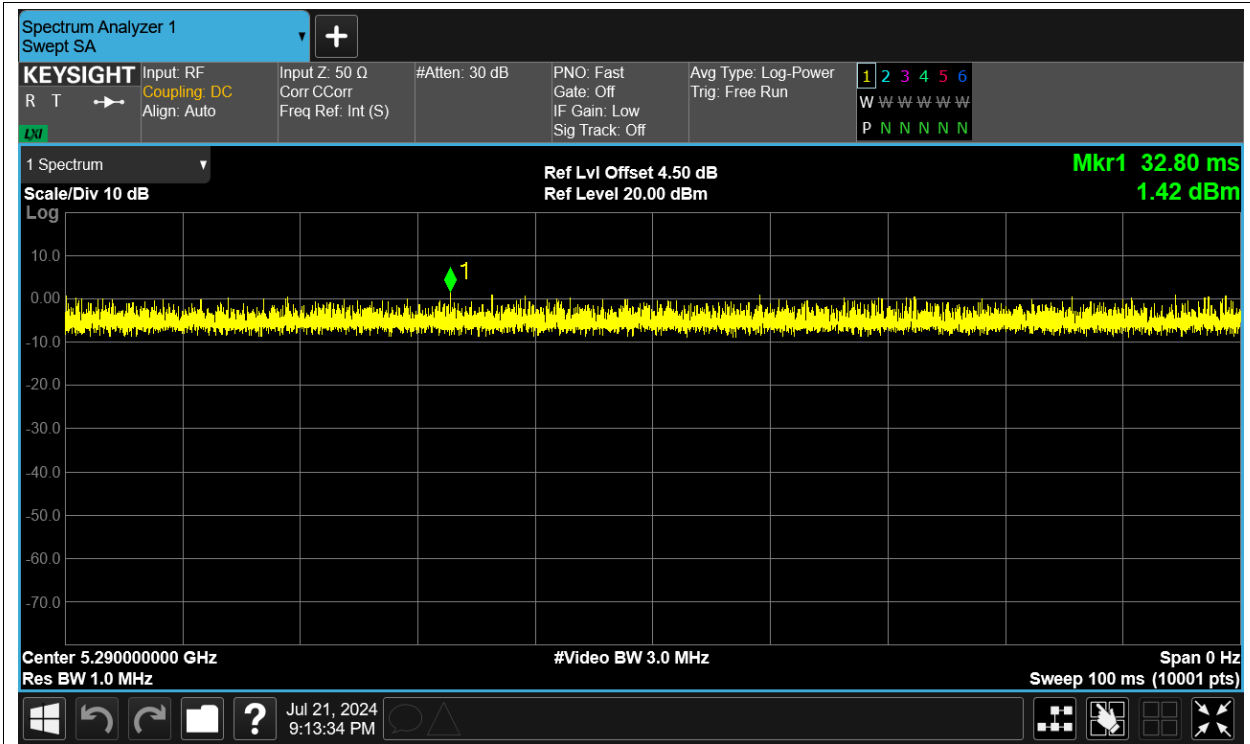 Spectrum Analyzer 1
Swept SA
KEYSIGHT
R T
LXI
Input: RF
Coupling: DC
Align: Auto
Input Z: 50 Ω
Corr CCorr
Freq Ref: Int (S)
#Atten: 30 dB
PNO: Fast
Gate: Off
IF Gain: Low
Sig Track: Off
Avg Type: Log-Power
Trig: Free Run
1 2 3 4 5 6
W W W W W W
P N N N N N
1 Spectrum
Scale/Div 10 dB
Ref Lvl Offset 4.50 dB
Ref Level 20.00 dBm
Mkr1 32.80 ms
1.42 dBm
Log
10.0
0.00
-10.0
-20.0
-30.0
-40.0
-50.0
-60.0
-70.0
1
Center 5.290000000 GHz
Res BW 1.0 MHz
#Video BW 3.0 MHz
Span 0 Hz
Sweep 100 ms (10001 pts)
?
Jul 21, 2024
9:13:34 PM